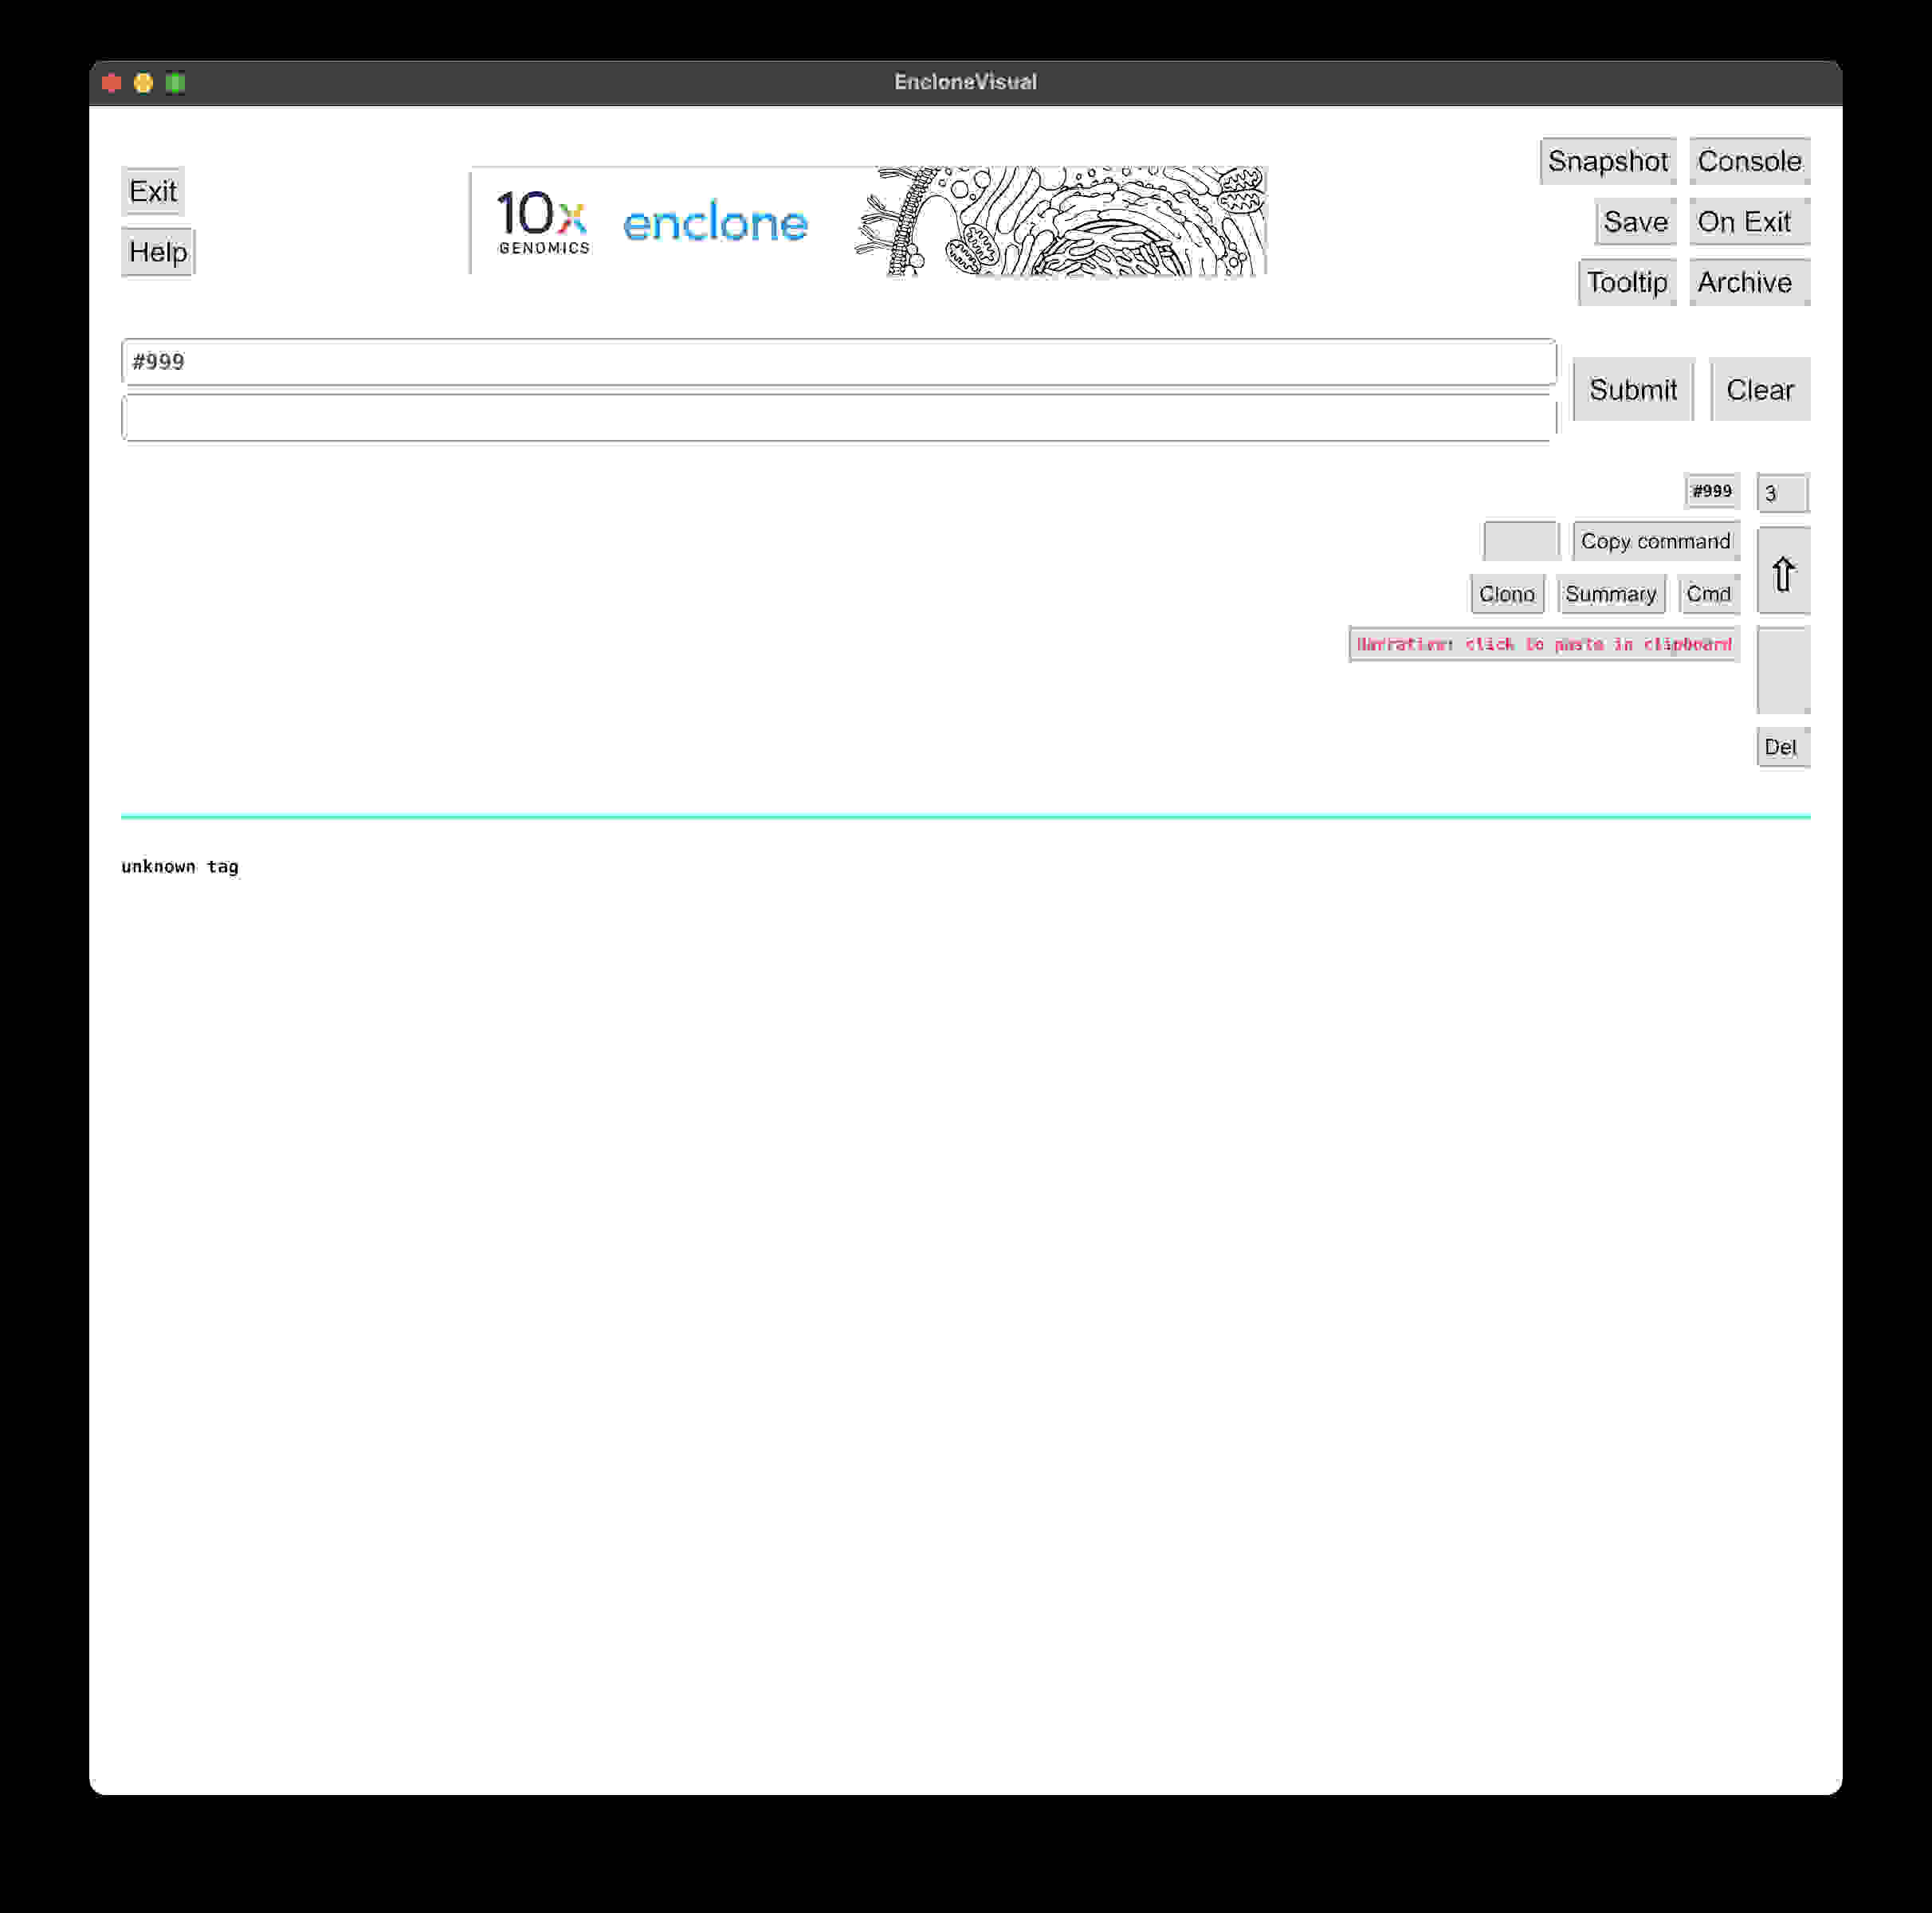 EncloneVisual
Exit
Help
10x
GENOMICS
enclone
Snapshot Console
Save On Exit
Tooltip Archive
#999
Submit Clear
#999 3
Copy command
⇧
Clono Summary Cmd
Narrative: click to paste in clipboard
Del
unknown tag